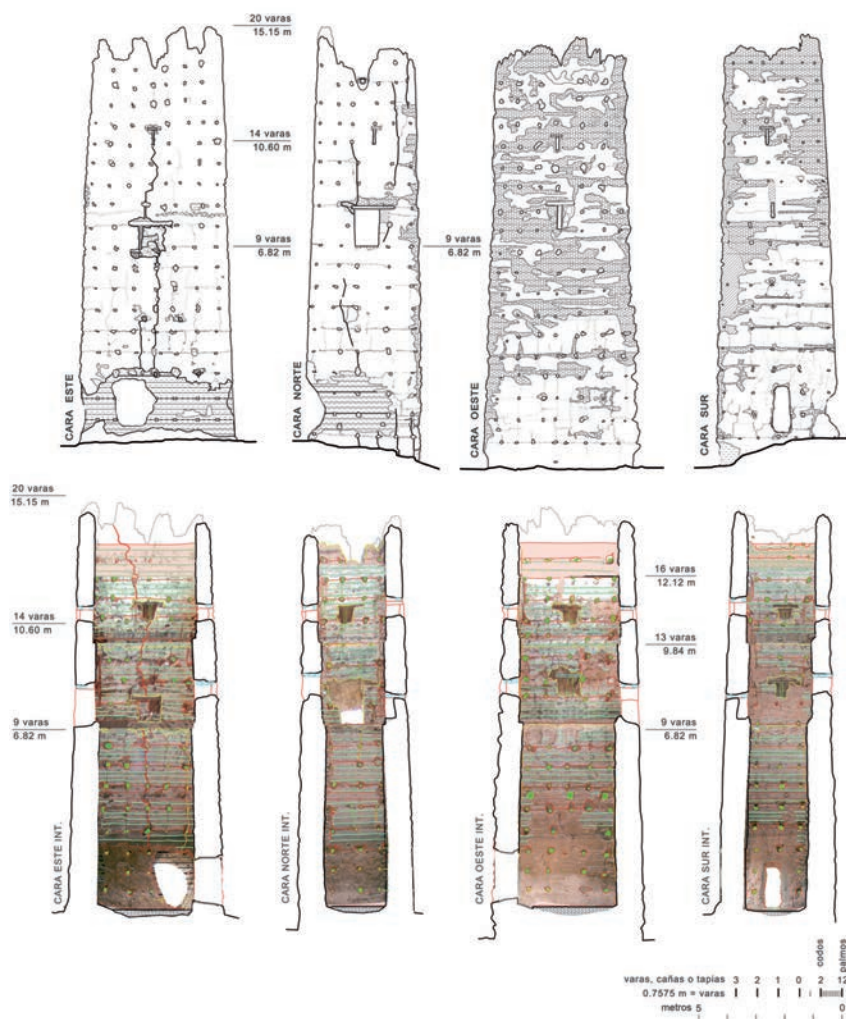 20 varas
15.15 m
14 varas
10.60 m
9 varas
6.82 m
9 varas
6.82 m
CARA ESTE
CARA NORTE
CARA OESTE
CARA SUR
20 varas
15.15 m
16 varas
12.12 m
14 varas
10.60 m
13 varas
9.84 m
9 varas
6.82 m
9 varas
6.82 m
CARA ESTE INT.
CARA NORTE INT.
CARA OESTE INT.
CARA SUR INT.
codos
palmos
varas, cañas o tapias 3 2 1 0 2 12
0.7575 m = varas
metros 5 0